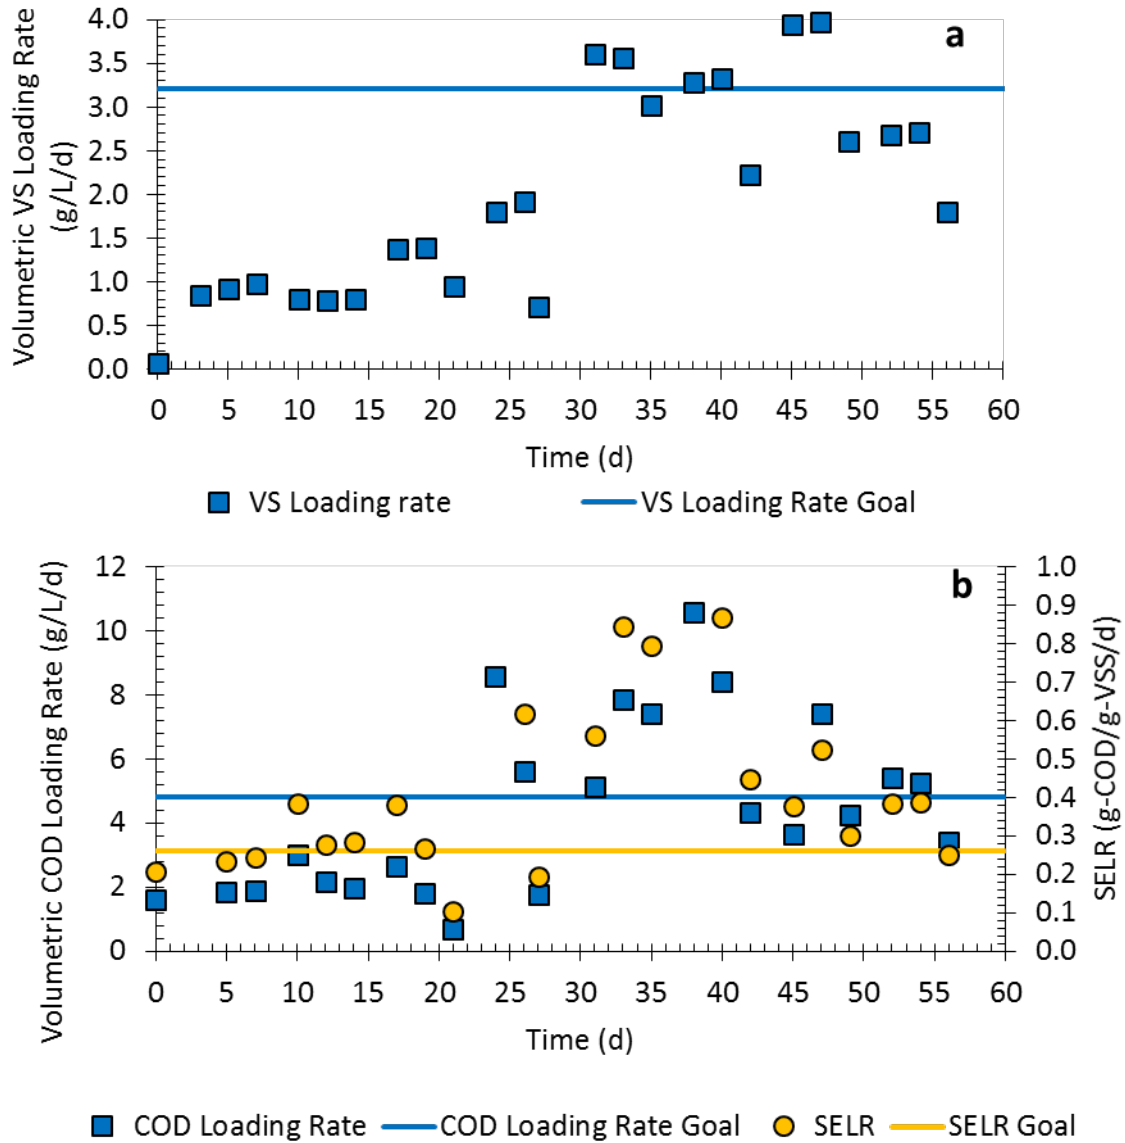 a
Volumetric VS Loading Rate
(g/L/d)
4.0
3.5
3.0
2.5
2.0
1.5
1.0
0.5
0.0
0 5 10 15 20 25 30 35 40 45 50 55 60
Time (d)
VS Loading rate VS Loading Rate Goal
b
Volumetric COD Loading Rate (g/L/d)
12
10
8
6
4
2
0
1.0
0.9
0.8
0.7
0.6
0.5
0.4
0.3
0.2
0.1
0.0
SELR (g-COD/g-VSS/d)
0 5 10 15 20 25 30 35 40 45 50 55 60
Time (d)
COD Loading Rate COD Loading Rate Goal SELR SELR Goal